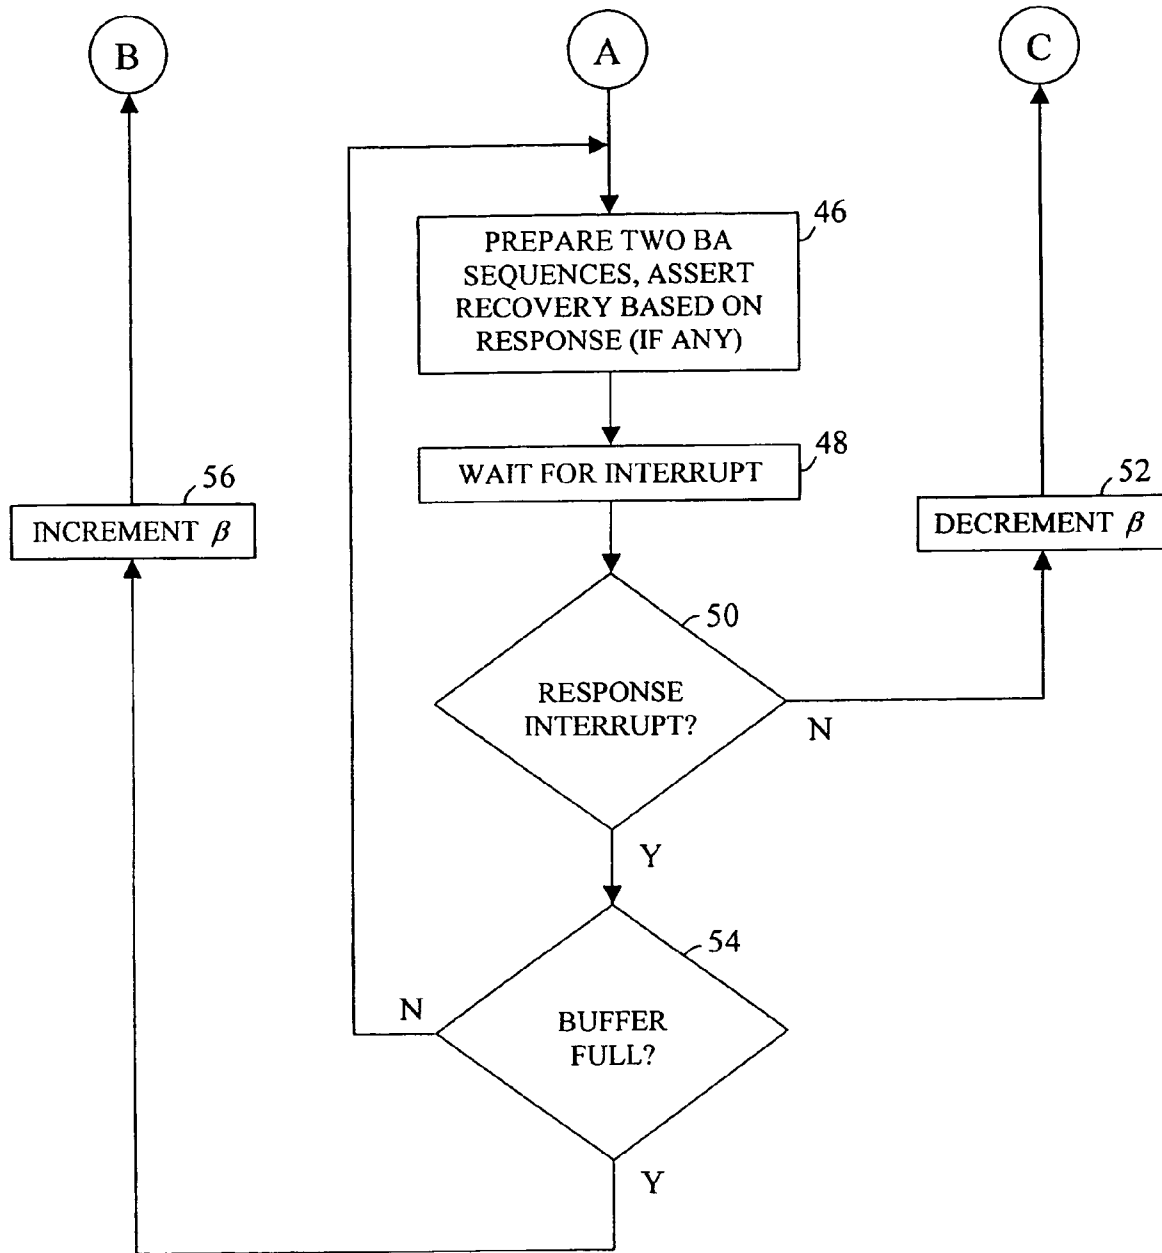 B
A
C
46
PREPARE TWO BA
SEQUENCES, ASSERT
RECOVERY BASED ON
RESPONSE (IF ANY)
48
WAIT FOR INTERRUPT
56
INCREMENT β
52
DECREMENT β
50
RESPONSE
INTERRUPT?
N
Y
54
N
BUFFER
FULL?
Y